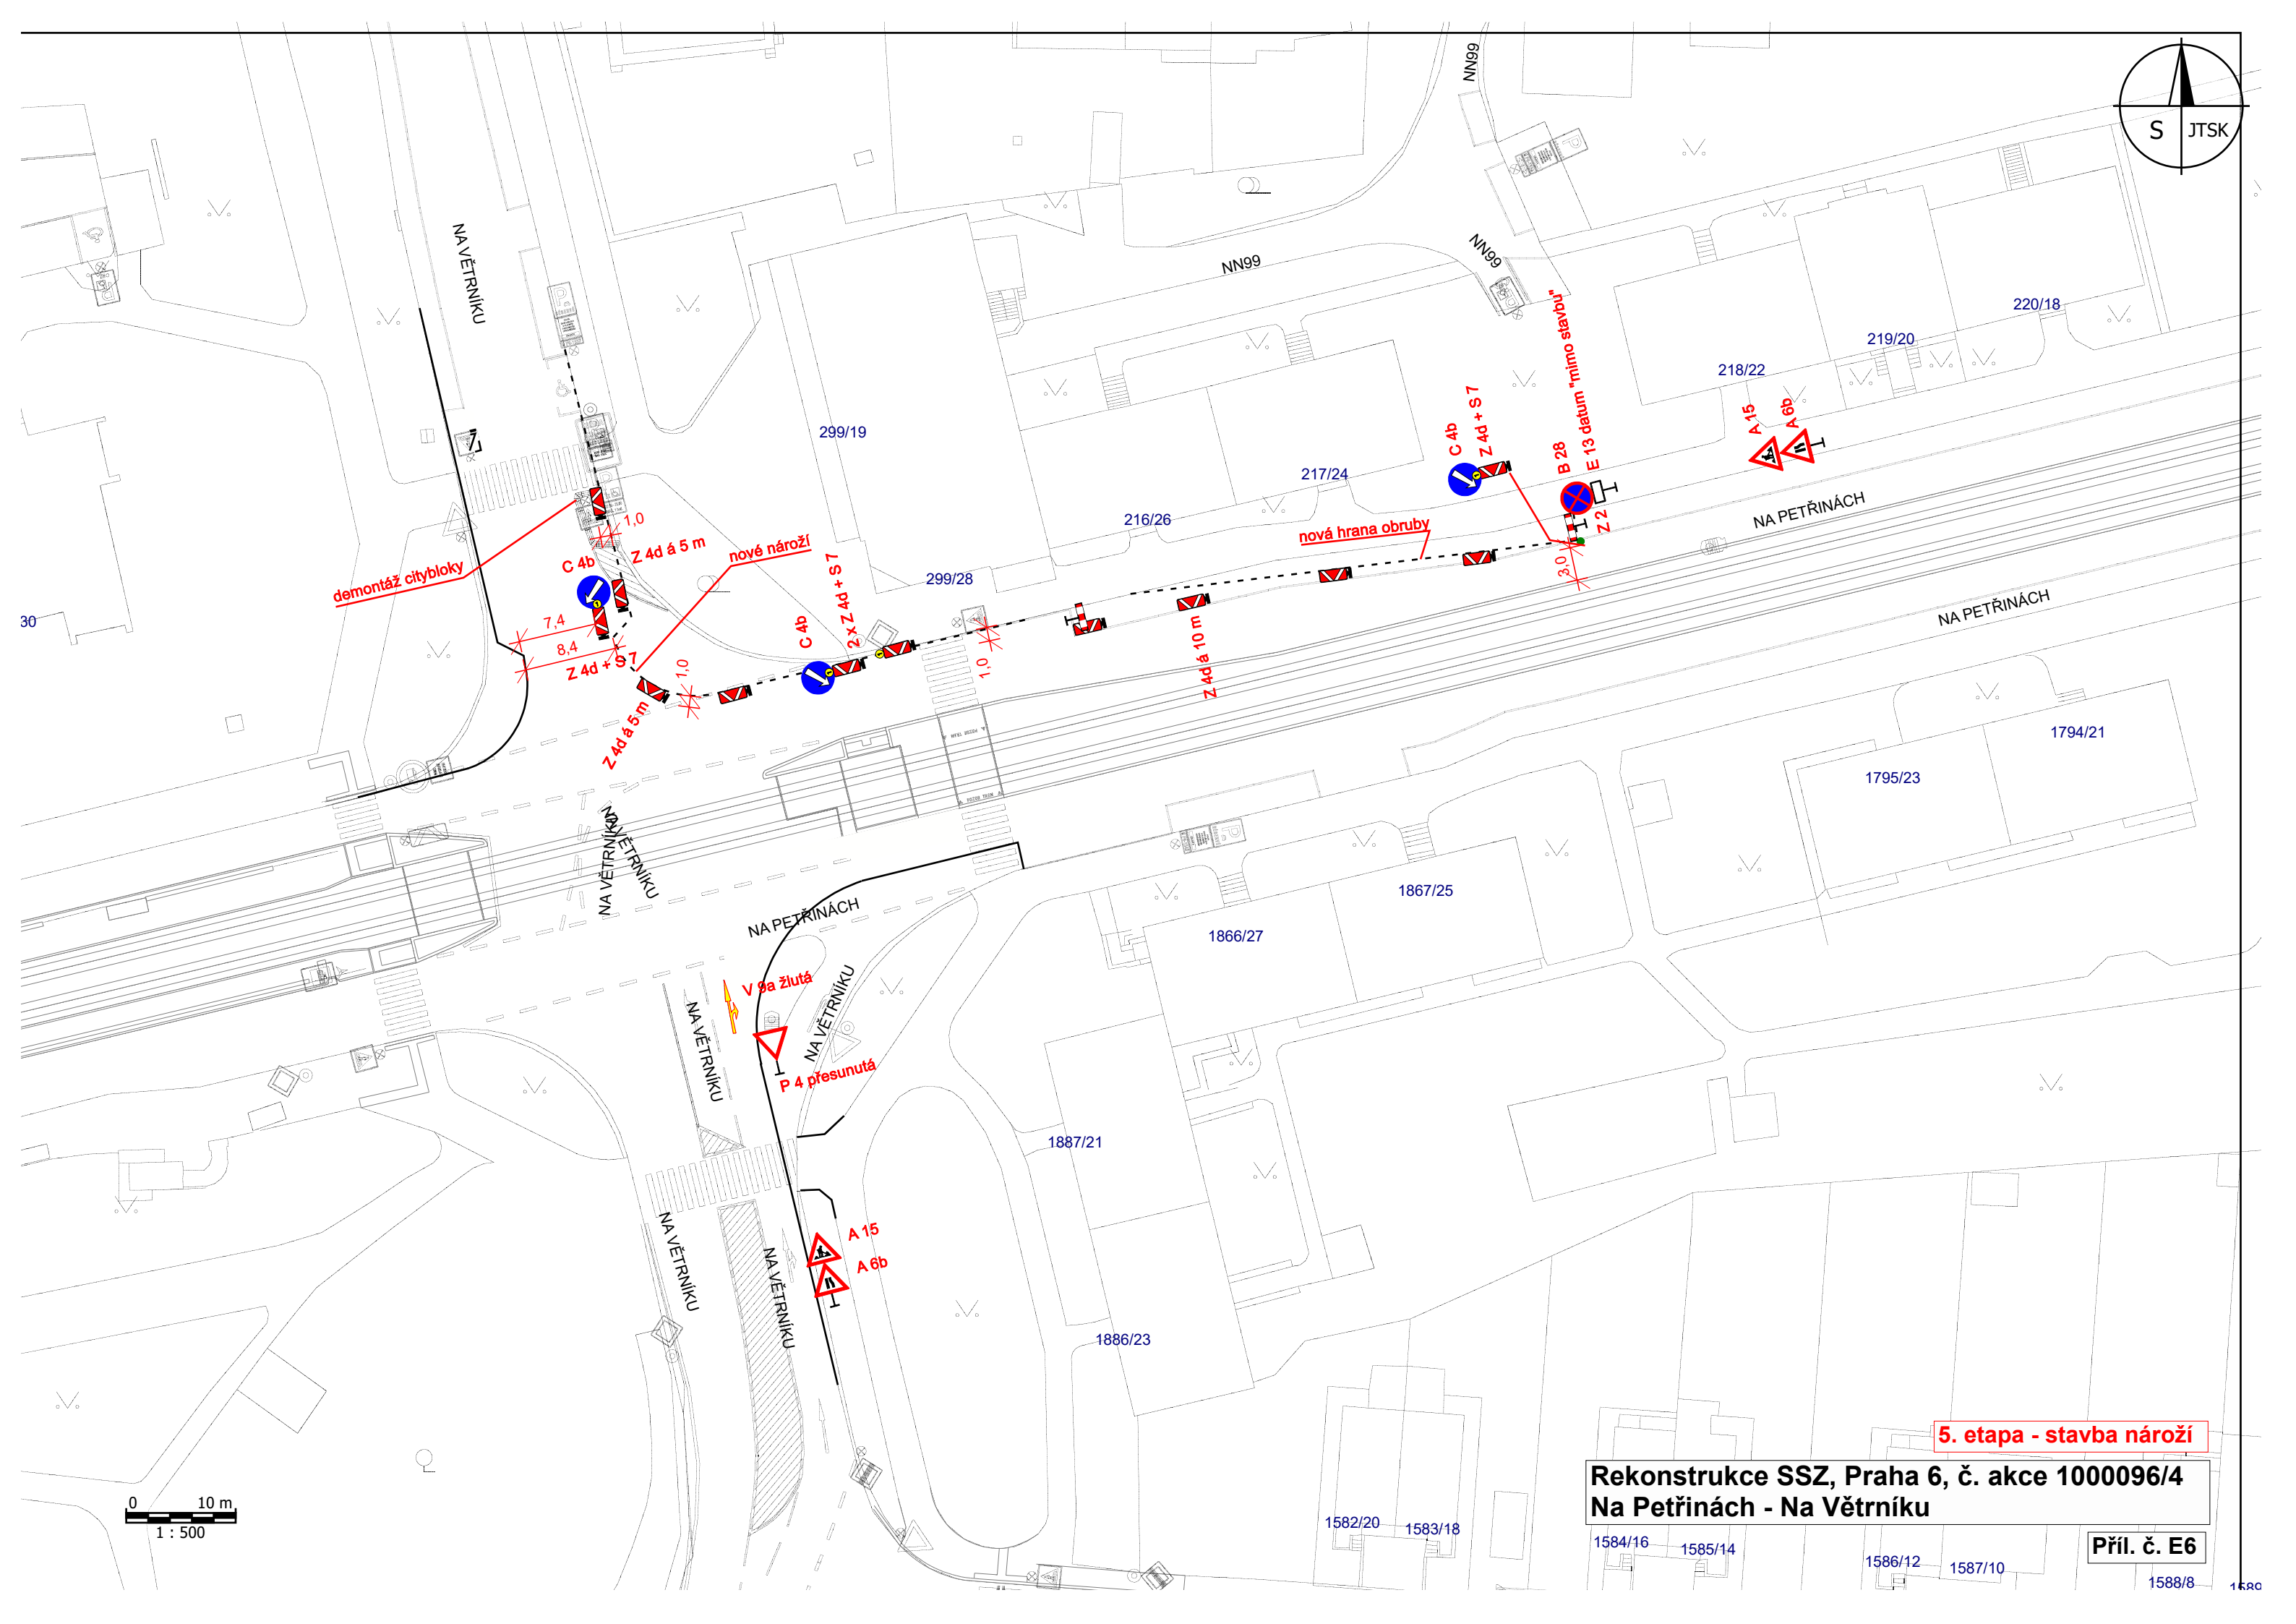 NN99
S
JTSK
NA VĚTRNÍKU
NN99
NN99
E 13 datum "mimo stavbu"
220/18
219/20
218/22
A 15
A 6b
299/19
C 4b
Z 4d + S 7
217/24
B 28
Z 2
NA PETŘINÁCH
216/26
nová hrana obruby
1,0
Z 4d á 5 m
nové nároží
demontáž citybloky
C 4b
299/28
3,0
NA PETŘINÁCH
30
7,4
8,4
Z 4d + S 7
1,0
C 4b
2 x Z 4d + S 7
1,0
Z 4d á 10 m
Z 4d á 5 m
POZOR TRAM
POZOR TRAM
1794/21
1795/23
NA VĚTRNÍKU
NA VĚTRNÍKU
NA PETŘINÁCH
1867/25
1866/27
V 9a žlutá
NA VĚTRNÍKU
NA VĚTRNÍKU
P 4 přesunutá
1887/21
A 15
A 6b
NA VĚTRNÍKU
NA VĚTRNÍKU
1886/23
5. etapa - stavba nároží
Rekonstrukce SSZ, Praha 6, č. akce 1000096/4
Na Petřinách - Na Větrníku
Příl. č. E6
0 10 m
1 : 500
1582/20
1583/18
1584/16
1585/14
1586/12
1587/10
1588/8
1589